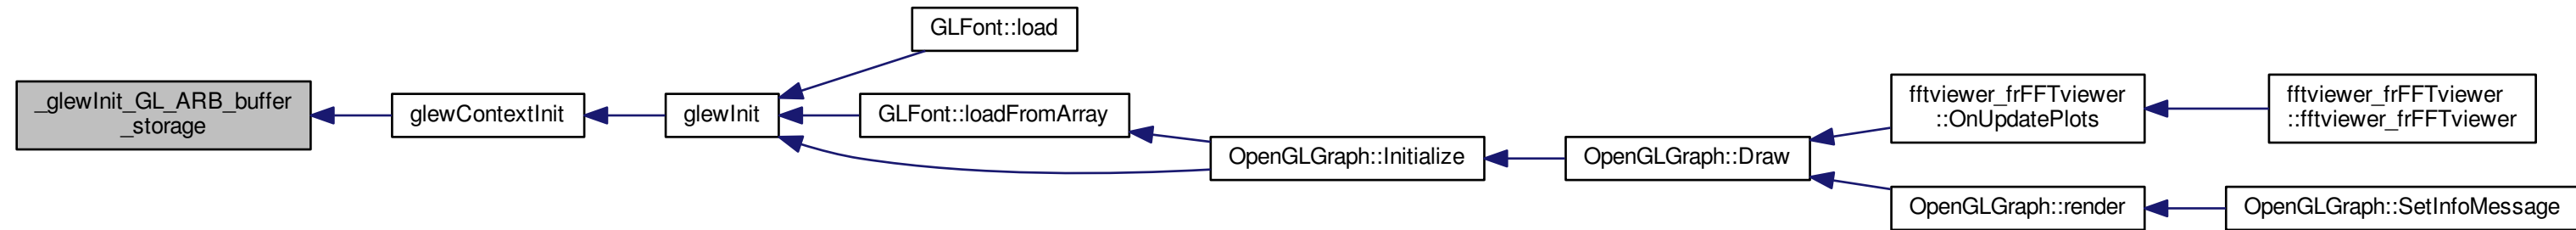 GLFont::load
_glewInit_GL_ARB_buffer
_storage
glewContextInit
glewInit
GLFont::loadFromArray
OpenGLGraph::Initialize
OpenGLGraph::Draw
fftviewer_frFFTviewer
::OnUpdatePlots
fftviewer_frFFTviewer
::fftviewer_frFFTviewer
OpenGLGraph::render
OpenGLGraph::SetInfoMessage